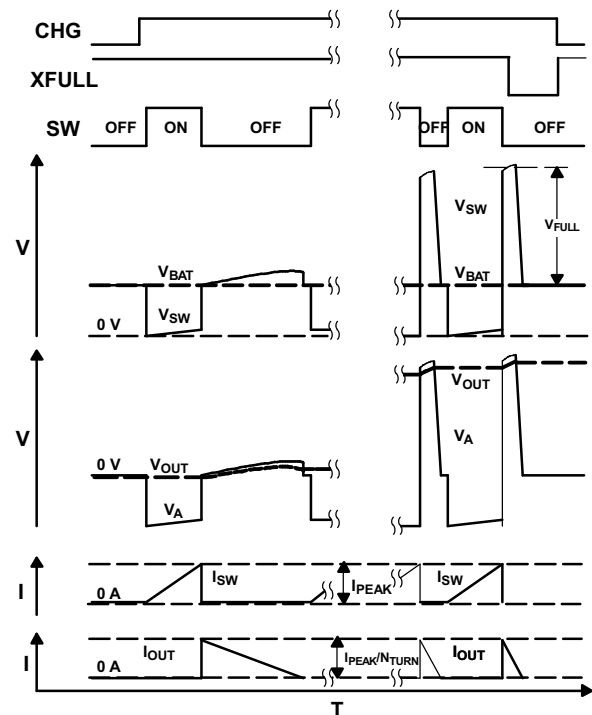 CHG
XFULL
SW OFF ON OFF OFF ON OFF
V
VSW
VFULL
VBAT VBAT
VSW
0 V
V
VOUT
0 V VOUT
VA
VA
I ISW IPEAK ISW
0 A
I IOUT IPEAK/NTURN IOUT
0 A
T